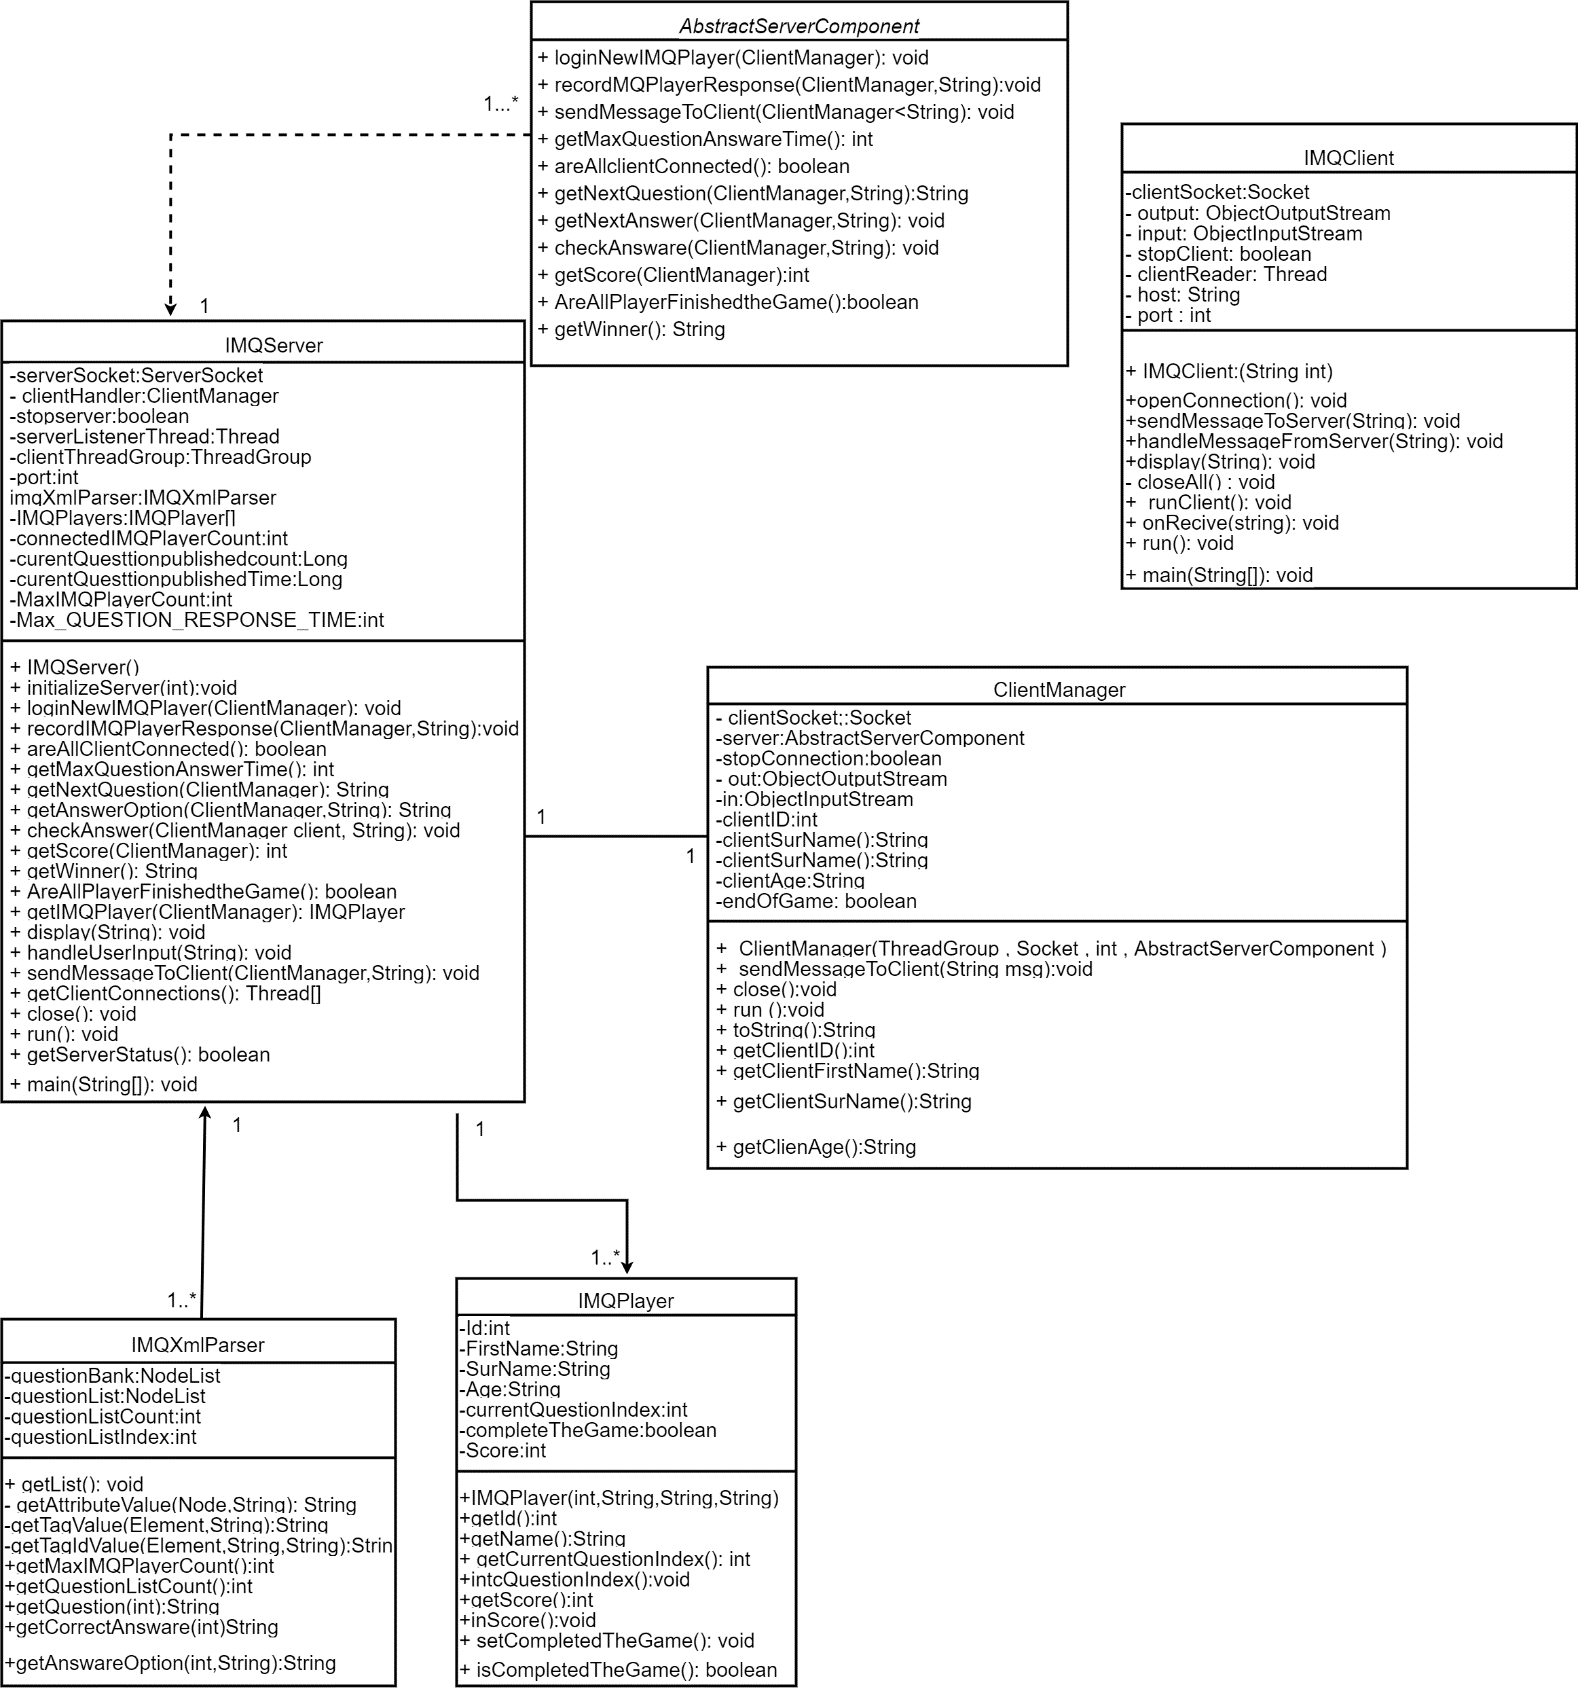 AbstractServerComponent
+ loginNewIMQPlayer(ClientManager): void
+ recordMQPlayerResponse(ClientManager,String):void
+ sendMessageToClient(ClientManager<String): void
+ getMaxQuestionAnswareTime(): int
+ areAllclientConnected(): boolean
+ getNextQuestion(ClientManager,String):String
+ getNextAnswer(ClientManager,String): void
+ checkAnsware(ClientManager,String): void
+ getScore(ClientManager):int
+ AreAllPlayerFinishedtheGame():boolean
+ getWinner(): String
1...*
1
IMQClient
-clientSocket:Socket
- output: ObjectOutputStream
- input: ObjectInputStream
- stopClient: boolean
- clientReader: Thread
- host: String
- port : int
+ IMQClient:(String int)
+openConnection(): void
+sendMessageToServer(String): void
+handleMessageFromServer(String): void
+display(String): void
- closeAll() : void
+ runClient(): void
+ onRecive(string): void
+ run(): void
+ main(String[]): void
IMQServer
-serverSocket:ServerSocket
- clientHandler:ClientManager
-stopserver:boolean
-serverListenerThread:Thread
-clientThreadGroup:ThreadGroup
-port:int
imqXmlParser:IMQXmlParser
-IMQPlayers:IMQPlayer[]
-connectedIMQPlayerCount:int
-curentQuesttionpublishedcount:Long
-curentQuesttionpublishedTime:Long
-MaxIMQPlayerCount:int
-Max_QUESTION_RESPONSE_TIME:int
+ IMQServer()
+ initializeServer(int):void
+ loginNewIMQPlayer(ClientManager): void
+ recordIMQPlayerResponse(ClientManager,String):void
+ areAllClientConnected(): boolean
+ getMaxQuestionAnswerTime(): int
+ getNextQuestion(ClientManager): String
+ getAnswerOption(ClientManager,String): String
+ checkAnswer(ClientManager client, String): void
+ getScore(ClientManager): int
+ getWinner(): String
+ AreAllPlayerFinishedtheGame(): boolean
+ getIMQPlayer(ClientManager): IMQPlayer
+ display(String): void
+ handleUserInput(String): void
+ sendMessageToClient(ClientManager,String): void
+ getClientConnections(): Thread[]
+ close(): void
+ run(): void
+ getServerStatus(): boolean
+ main(String[]): void
1
1
ClientManager
- clientSocket;:Socket
-server:AbstractServerComponent
-stopConnection:boolean
- out:ObjectOutputStream
-in:ObjectInputStream
-clientID:int
-clientSurName():String
-clientSurName():String
-clientAge:String
-endOfGame: boolean
+ ClientManager(ThreadGroup , Socket , int , AbstractServerComponent )
+ sendMessageToClient(String msg):void
+ close():void
+ run ():void
+ toString():String
+ getClientID():int
+ getClientFirstName():String
+ getClientSurName():String
+ getClienAge():String
1
1
1..*
1..*
IMQXmlParser
-questionBank:NodeList
-questionList:NodeList
-questionListCount:int
-questionListIndex:int
+ getList(): void
- getAttributeValue(Node,String): String
-getTagValue(Element,String):String
-getTagIdValue(Element,String,String):Strin
+getMaxIMQPlayerCount():int
+getQuestionListCount():int
+getQuestion(int):String
+getCorrectAnsware(int)String
+getAnswareOption(int,String):String
IMQPlayer
-Id:int
-FirstName:String
-SurName:String
-Age:String
-currentQuestionIndex:int
-completeTheGame:boolean
-Score:int
+IMQPlayer(int,String,String,String)
+getId():int
+getName():String
+ getCurrentQuestionIndex(): int
+intcQuestionIndex():void
+getScore():int
+inScore():void
+ setCompletedTheGame(): void
+ isCompletedTheGame(): boolean